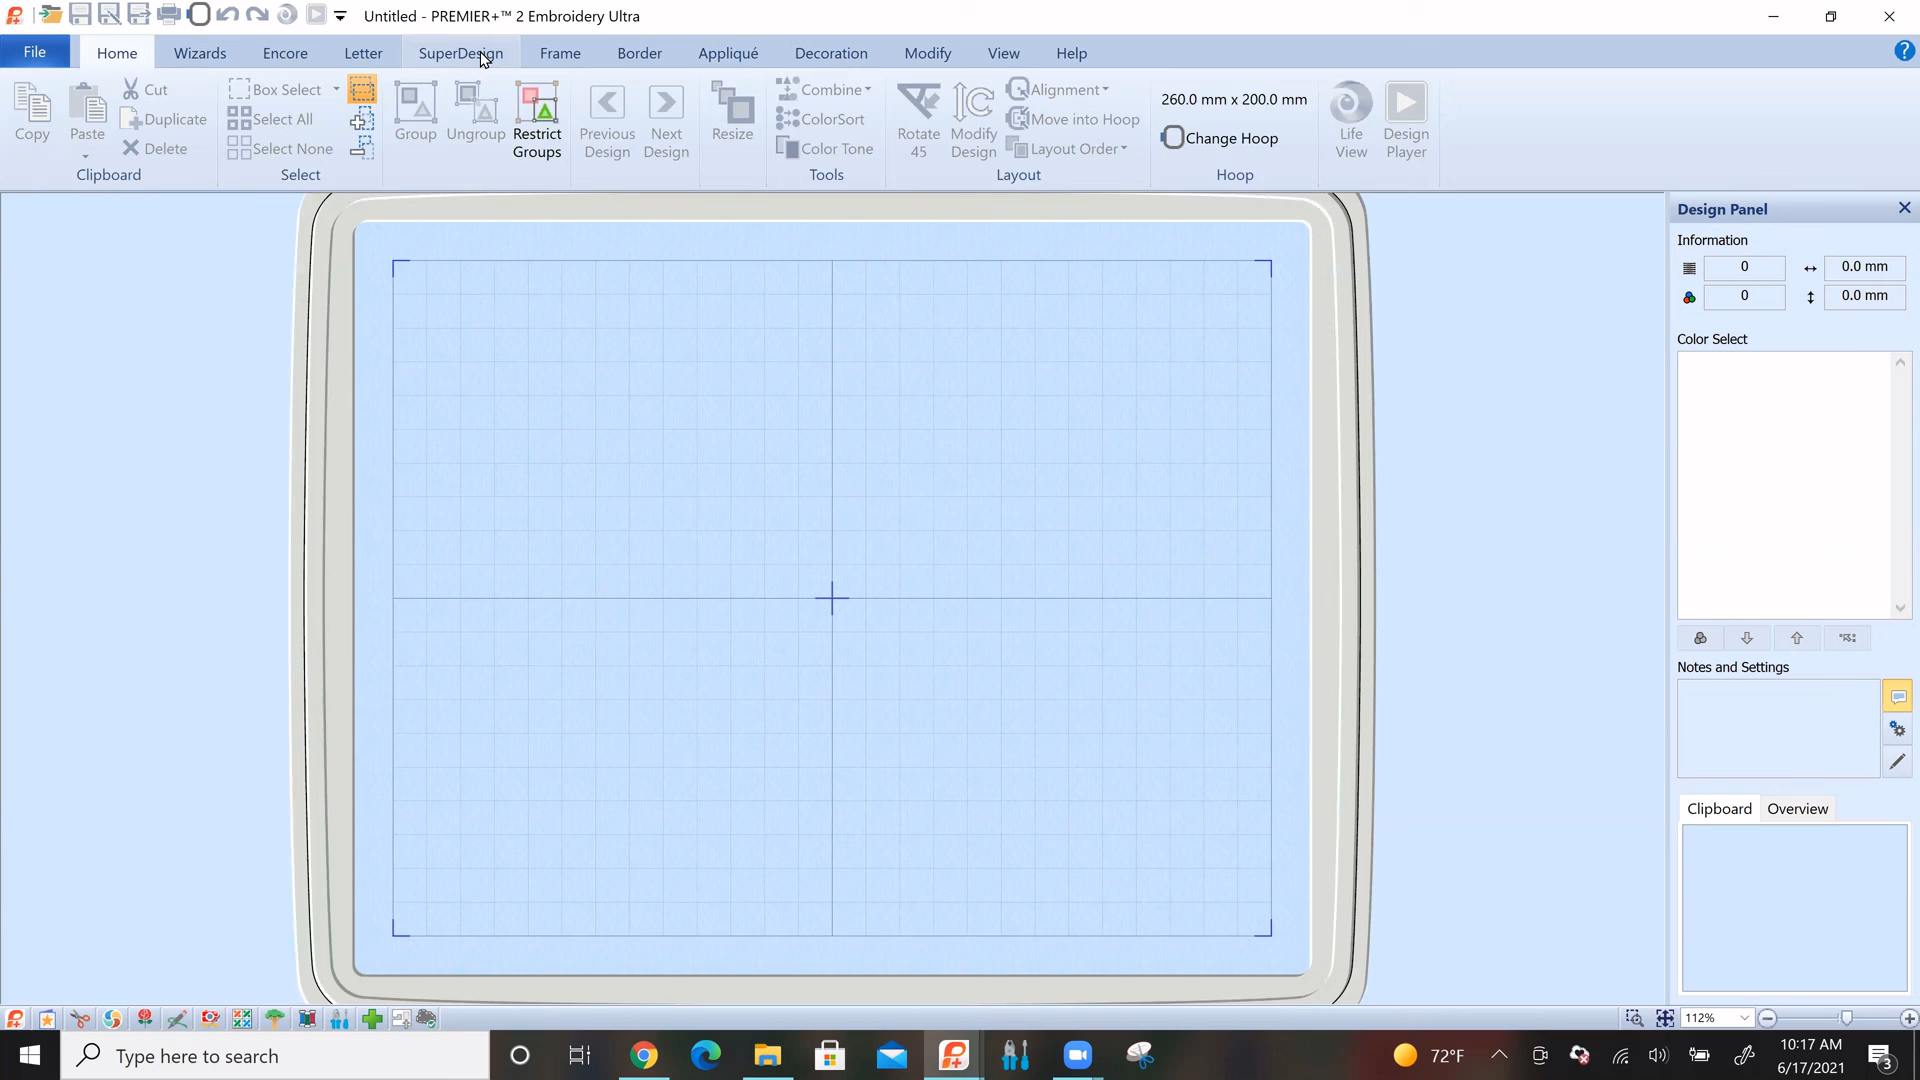 Untitled - PREMIER+™ 2 Embroidery Ultra
File Home Wizards Encore Letter SuperDesign Frame Border Appliqué Decoration Modify View Help
Copy
Paste
Cut
Duplicate
Delete
Clipboard
Box Select
Select All
Select None
Select
Group
Ungroup
Restrict
Groups
Previous
Design
Next
Design
Resize
Combine
ColorSort
Color Tone
Tools
Rotate
45
Modify
Design
Alignment
Move into Hoop
Layout Order
Layout
260.0 mm x 200.0 mm
Change Hoop
Hoop
Life
View
Design
Player
Design Panel
Information
0 0.0 mm
0 0.0 mm
Color Select
Notes and Settings
Clipboard Overview
112%
Type here to search
72°F
10:17 AM
6/17/2021
3